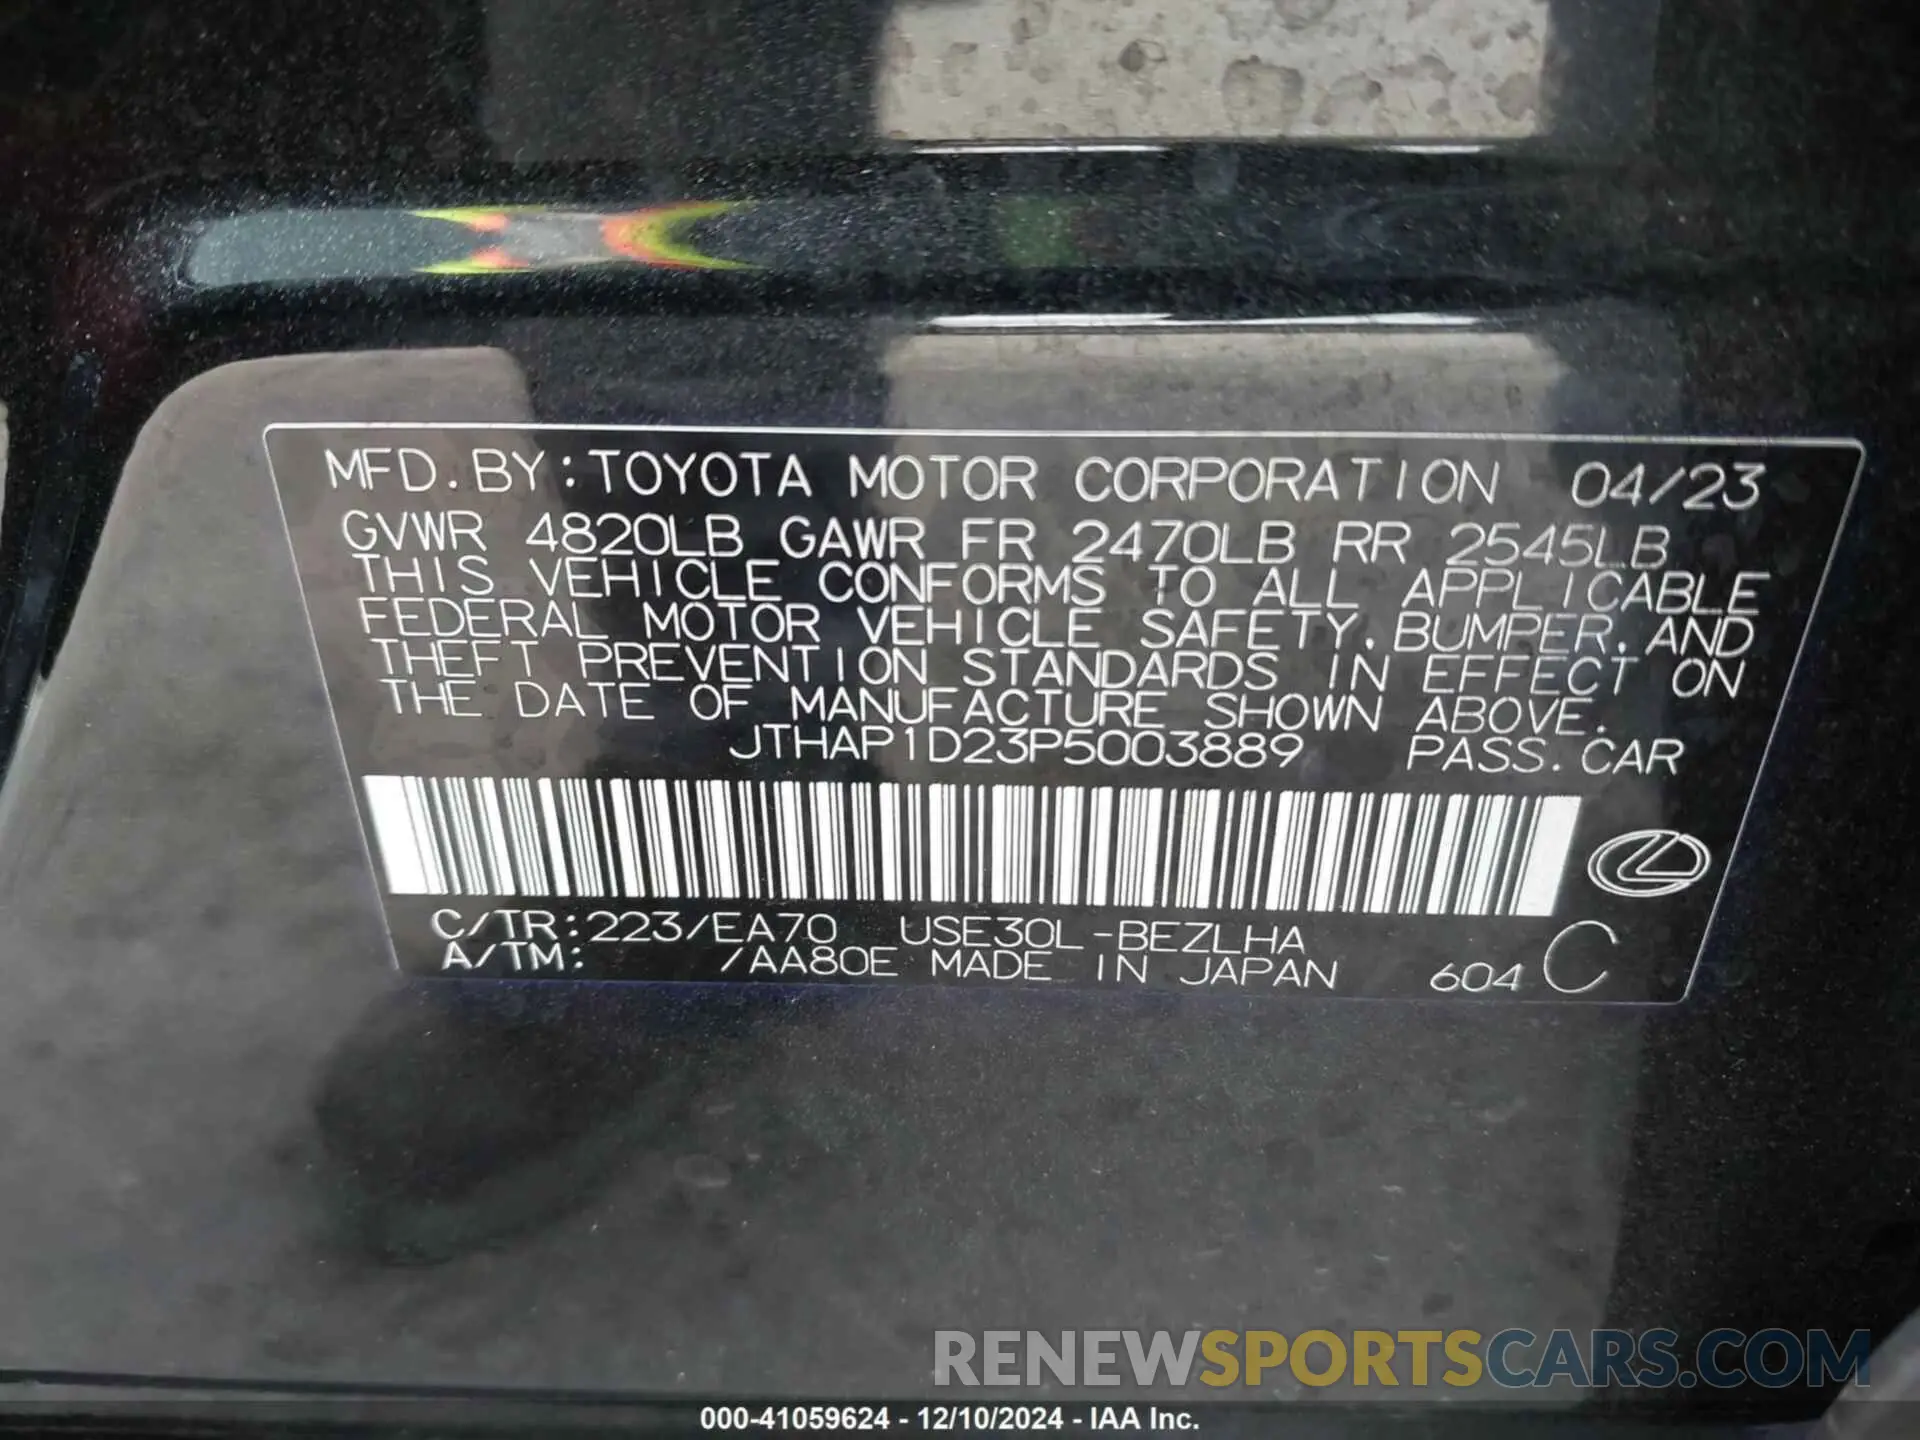 MFD. BY: TOYOTA MOTOR CORPORATION 04/23
GVWR 4820LB GAWR FR 2470LB RR 2545LB
THIS VEHICLE CONFORMS TO ALL APPLICABLE
FEDERAL MOTOR VEHICLE SAFETY, BUMPER, AND
THEFT PREVENTION STANDARDS IN EFFECT ON
THE DATE OF MANUFACTURE SHOWN ABOVE.
JTHAP1D23P5003889 PASS. CAR
C/TR: 223/EA70 USE30L-BEZLHA
A/TM: /AA80E MADE IN JAPAN 604 C
RENEWSPORTSCARS.COM
000-41059624 - 12/10/2024 - IAA Inc.